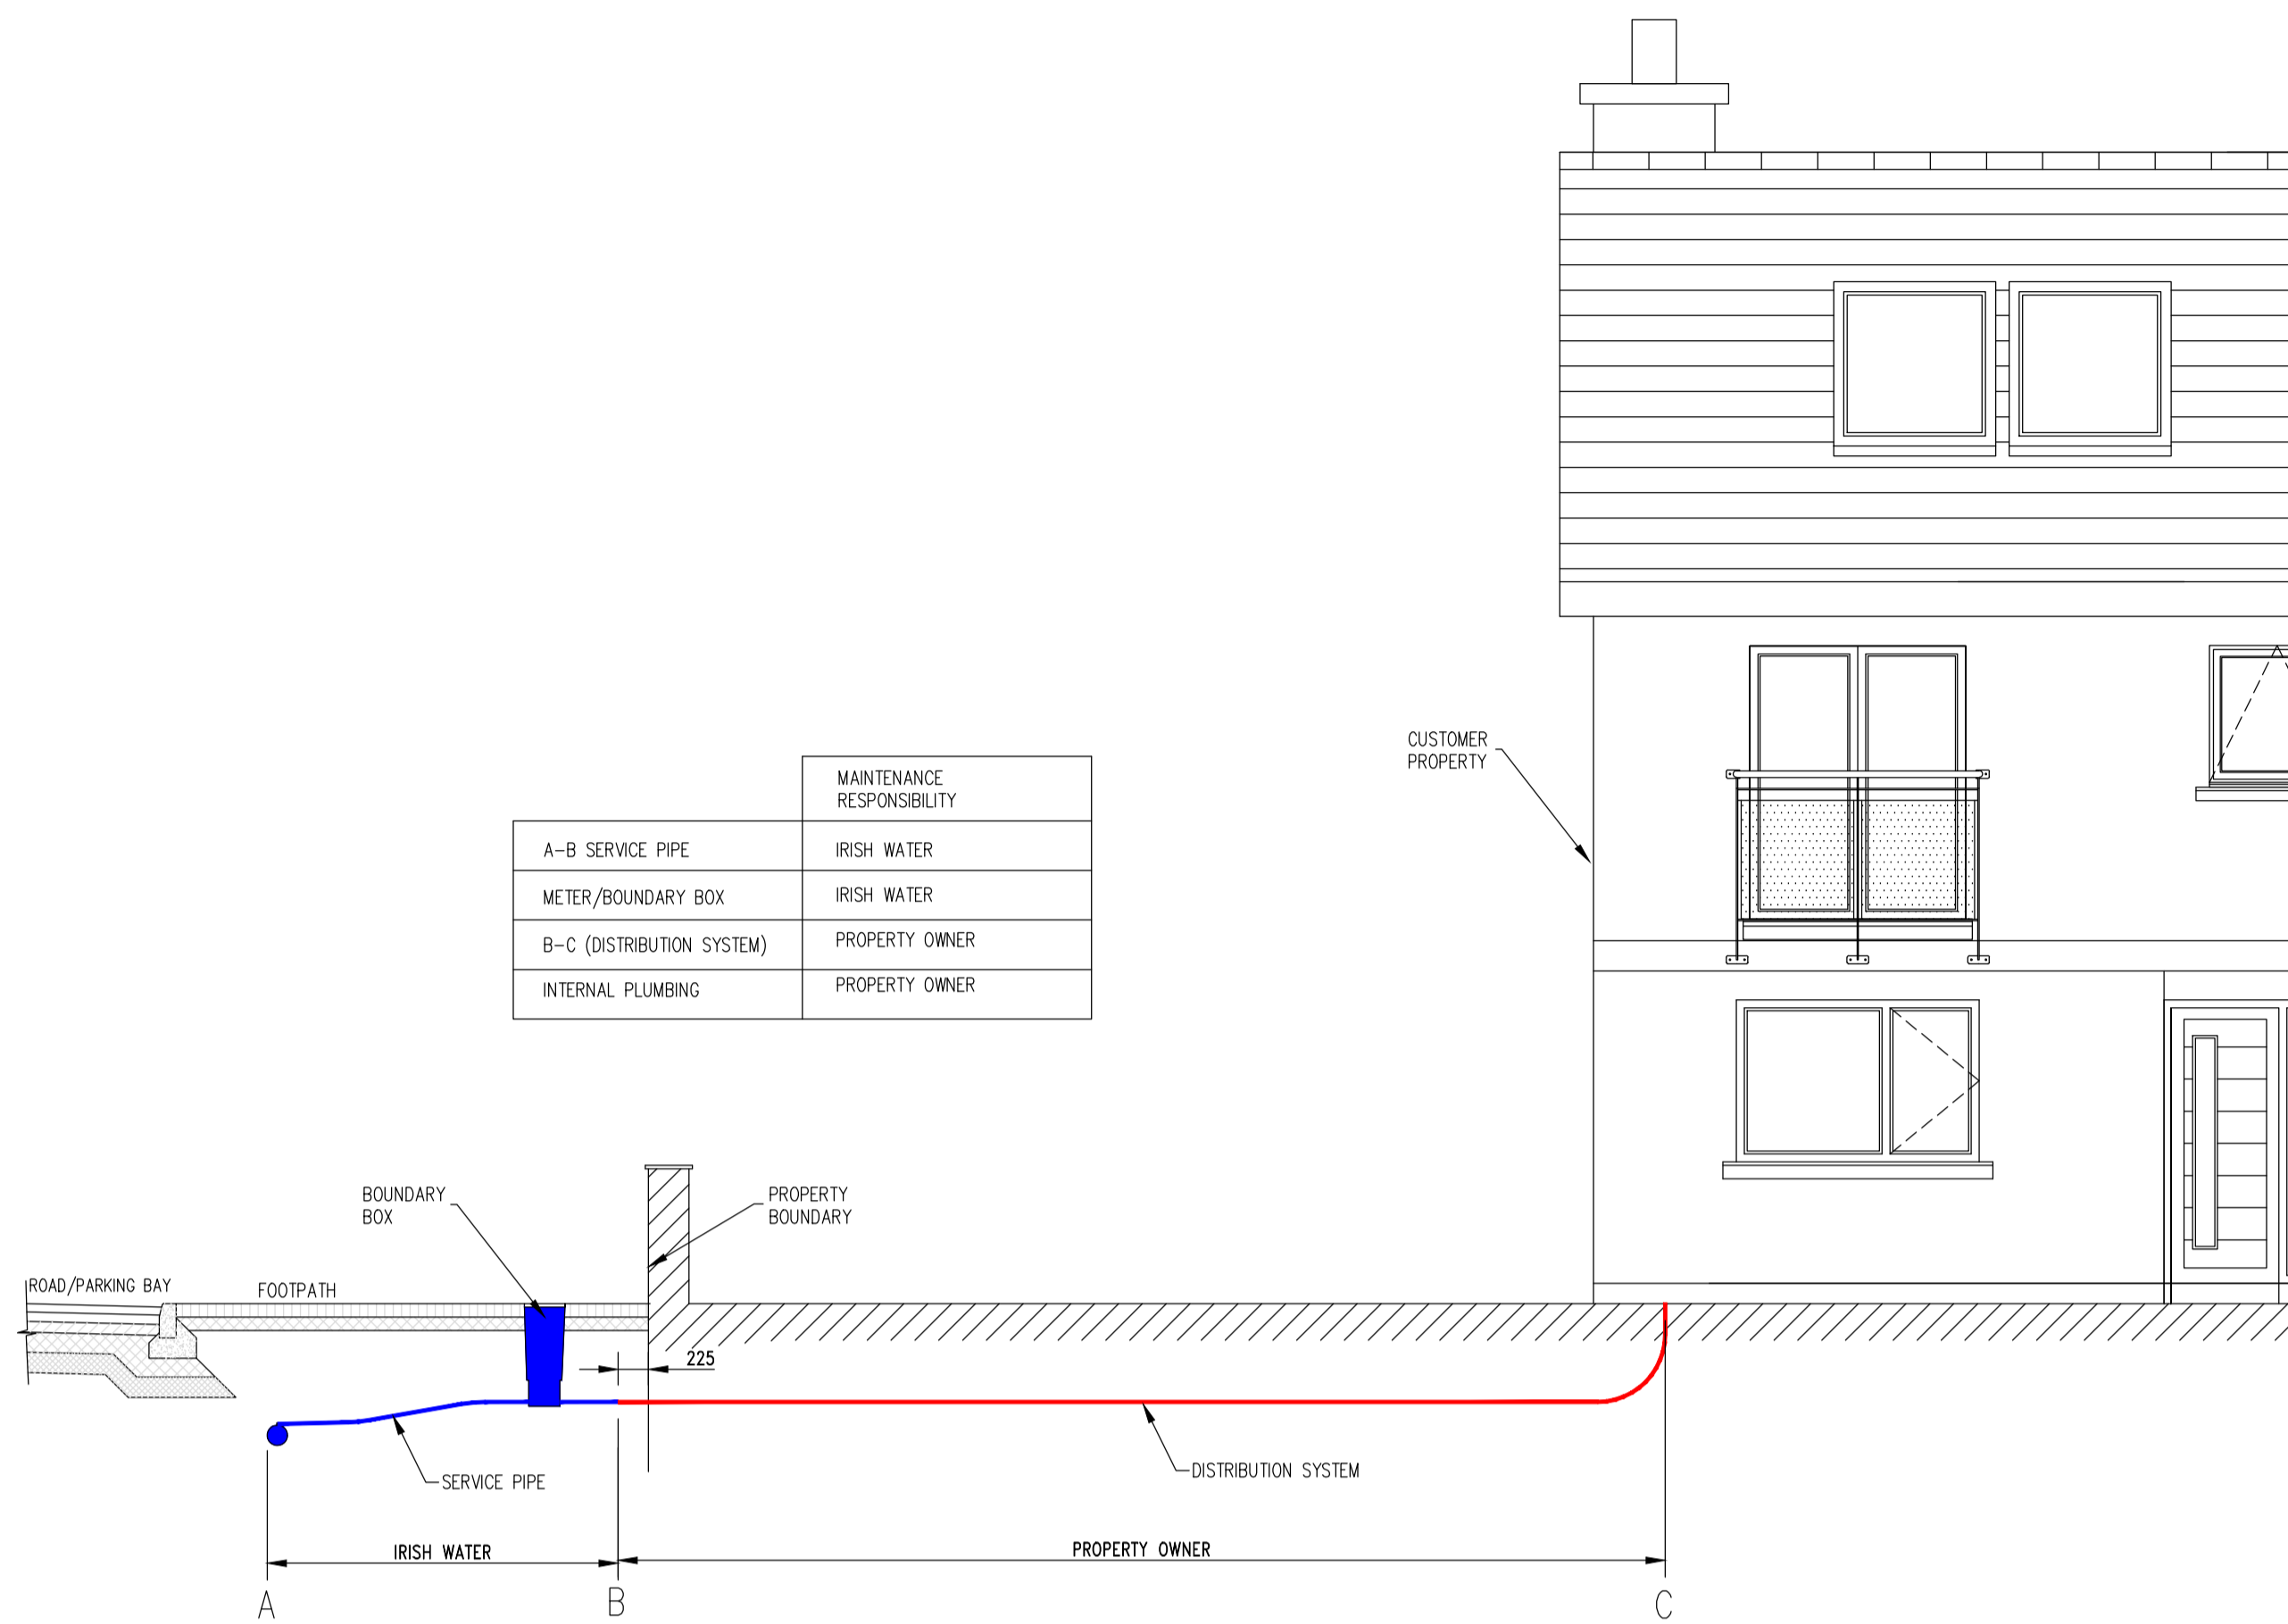 CUSTOMER
PROPERTY
MAINTENANCE
RESPONSIBILITY
A-B SERVICE PIPE IRISH WATER
METER/BOUNDARY BOX IRISH WATER
B-C (DISTRIBUTION SYSTEM) PROPERTY OWNER
INTERNAL PLUMBING PROPERTY OWNER
BOUNDARY
BOX
PROPERTY
BOUNDARY
ROAD/PARKING BAY
FOOTPATH
225
SERVICE PIPE
DISTRIBUTION SYSTEM
IRISH WATER
PROPERTY OWNER
A
B
C